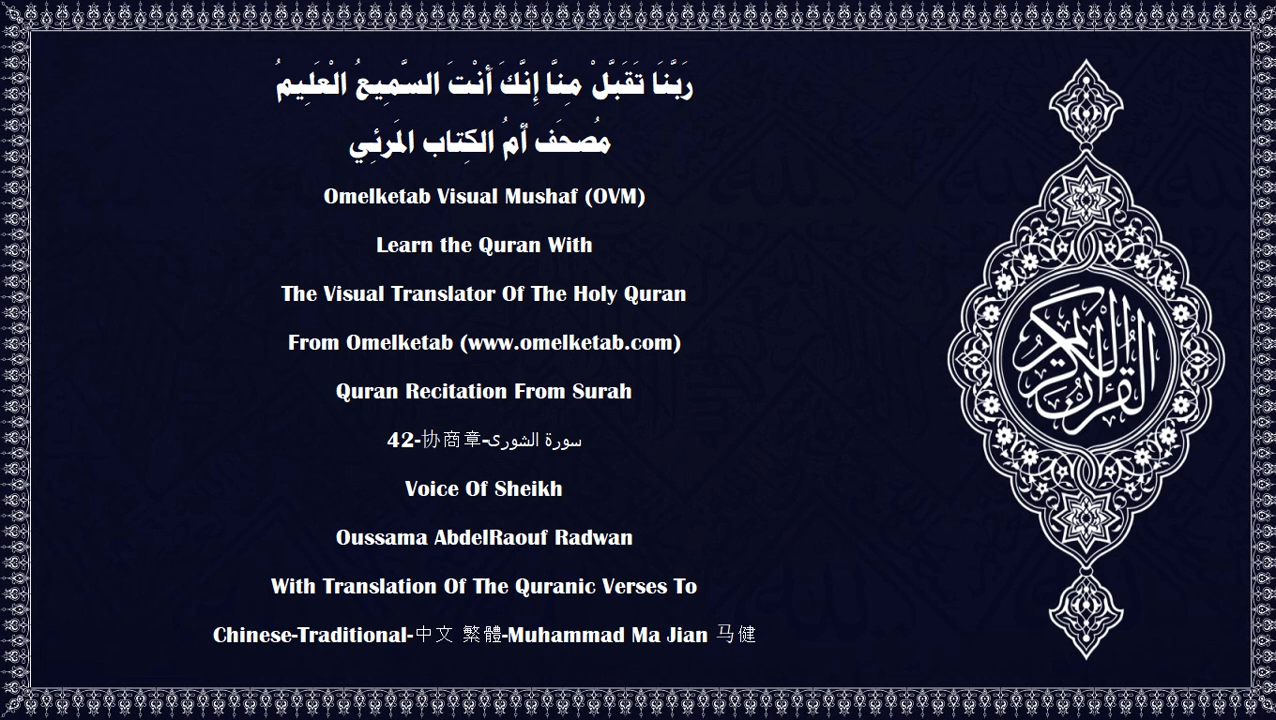 رَبَّنَا تَقَبَّلْ مِنَّا إِنَّكَ أَنْتَ السَّمِيعُ الْعَلِيمُ
مُصحَف أمُ الكِتاب المَرئِي
Omelketab Visual Mushaf (OVM)
Learn the Quran With
The Visual Translator Of The Holy Quran
From Omelketab (www.omelketab.com)
Quran Recitation From Surah
42-协商章-سورة الشورى
Voice Of Sheikh
Oussama AbdelRaouf Radwan
With Translation Of The Quranic Verses To
Chinese-Traditional-中文 繁體-Muhammad Ma Jian 马健
القرآن الكريم